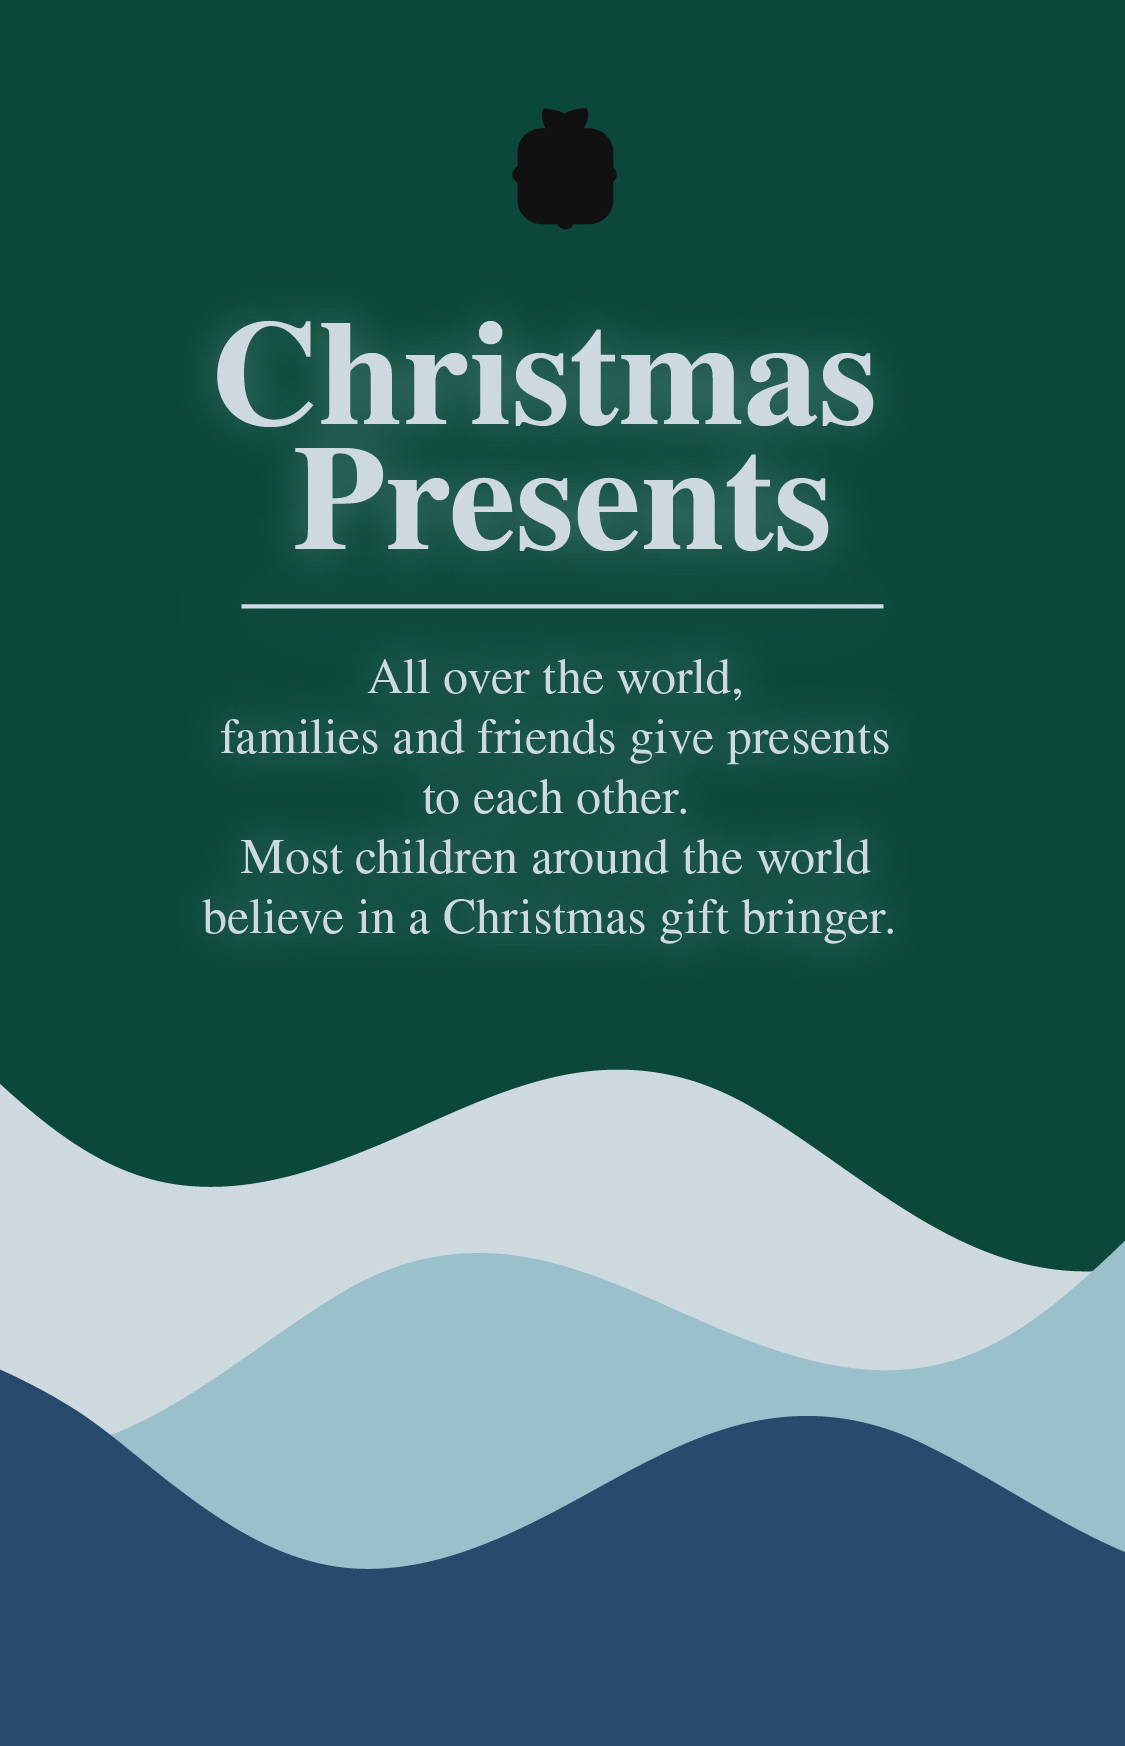 Christmas
Presents
All over the world,
families and friends give presents
to each other.
Most children around the world
believe in a Christmas gift bringer.